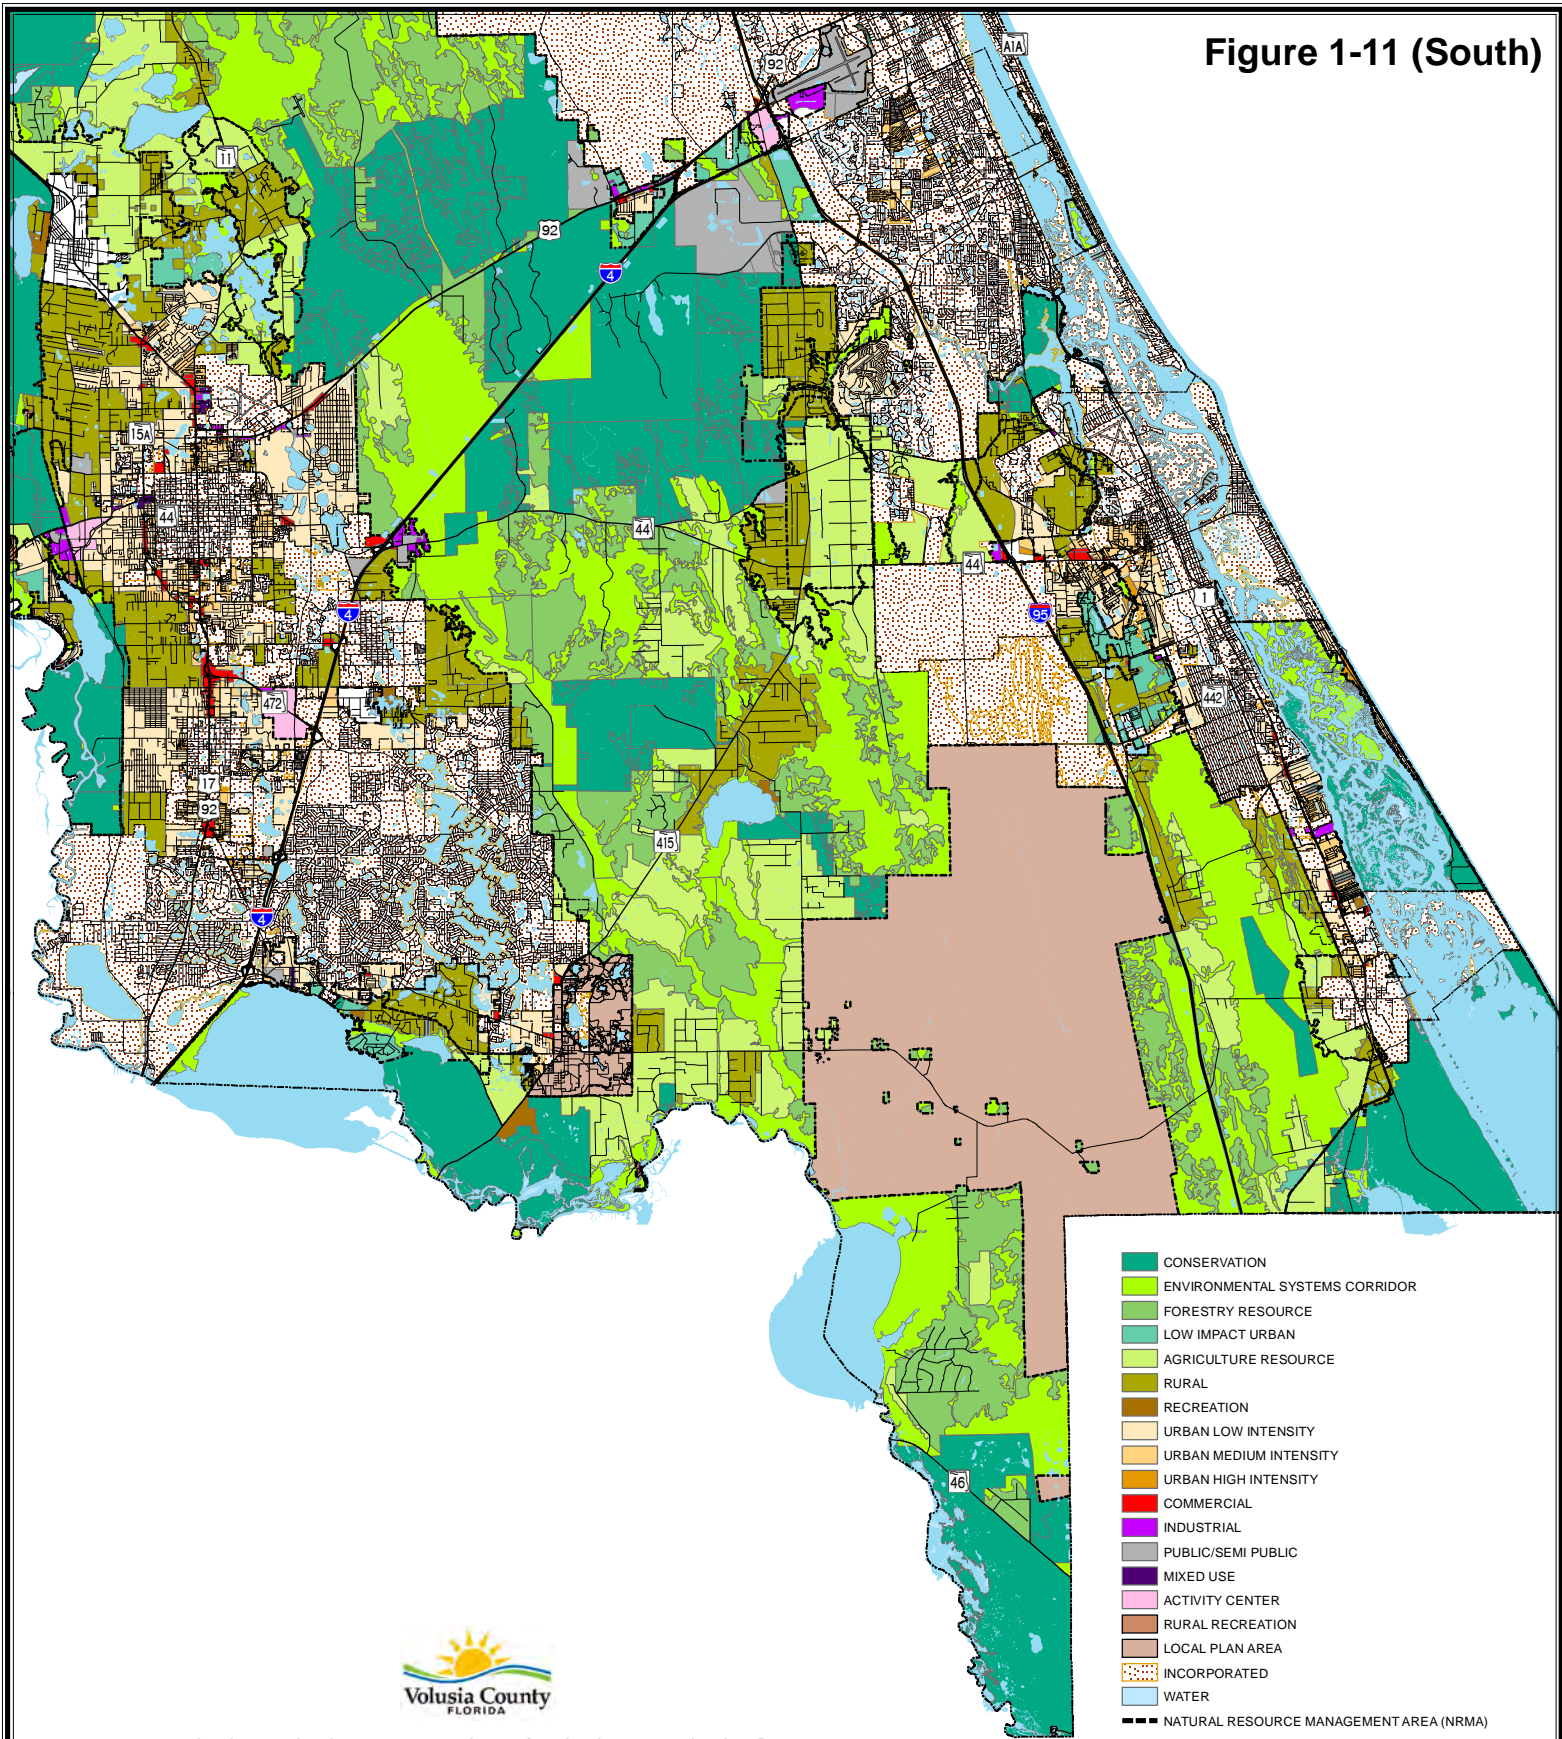 Figure 1-11 (South)
A1A
92
11
92
4
15A
44
44
44
4
95
1
472
442
17
92
415
4
46
CONSERVATION
ENVIRONMENTAL SYSTEMS CORRIDOR
FORESTRY RESOURCE
LOW IMPACT URBAN
AGRICULTURE RESOURCE
RURAL
RECREATION
URBAN LOW INTENSITY
URBAN MEDIUM INTENSITY
URBAN HIGH INTENSITY
COMMERCIAL
INDUSTRIAL
PUBLIC/SEMI PUBLIC
MIXED USE
ACTIVITY CENTER
RURAL RECREATION
LOCAL PLAN AREA
INCORPORATED
WATER
NATURAL RESOURCE MANAGEMENT AREA (NRMA)
Volusia County
FLORIDA